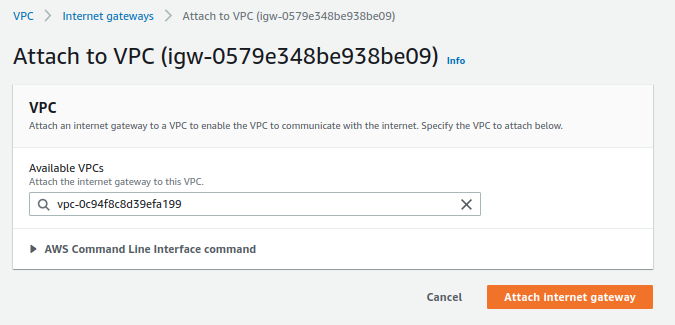 VPC > Internet gateways > Attach to VPC (igw-0579e348be938be09)
Attach to VPC (igw-0579e348be938be09) Info
VPC
Attach an internet gateway to a VPC to enable the VPC to communicate with the internet. Specify the VPC to attach below.
Available VPCs
Attach the internet gateway to this VPC.
vpc-0c94f8c8d39efa199
AWS Command Line Interface command
Cancel Attach internet gateway